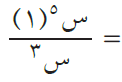 = س^٥(١) / س^٣